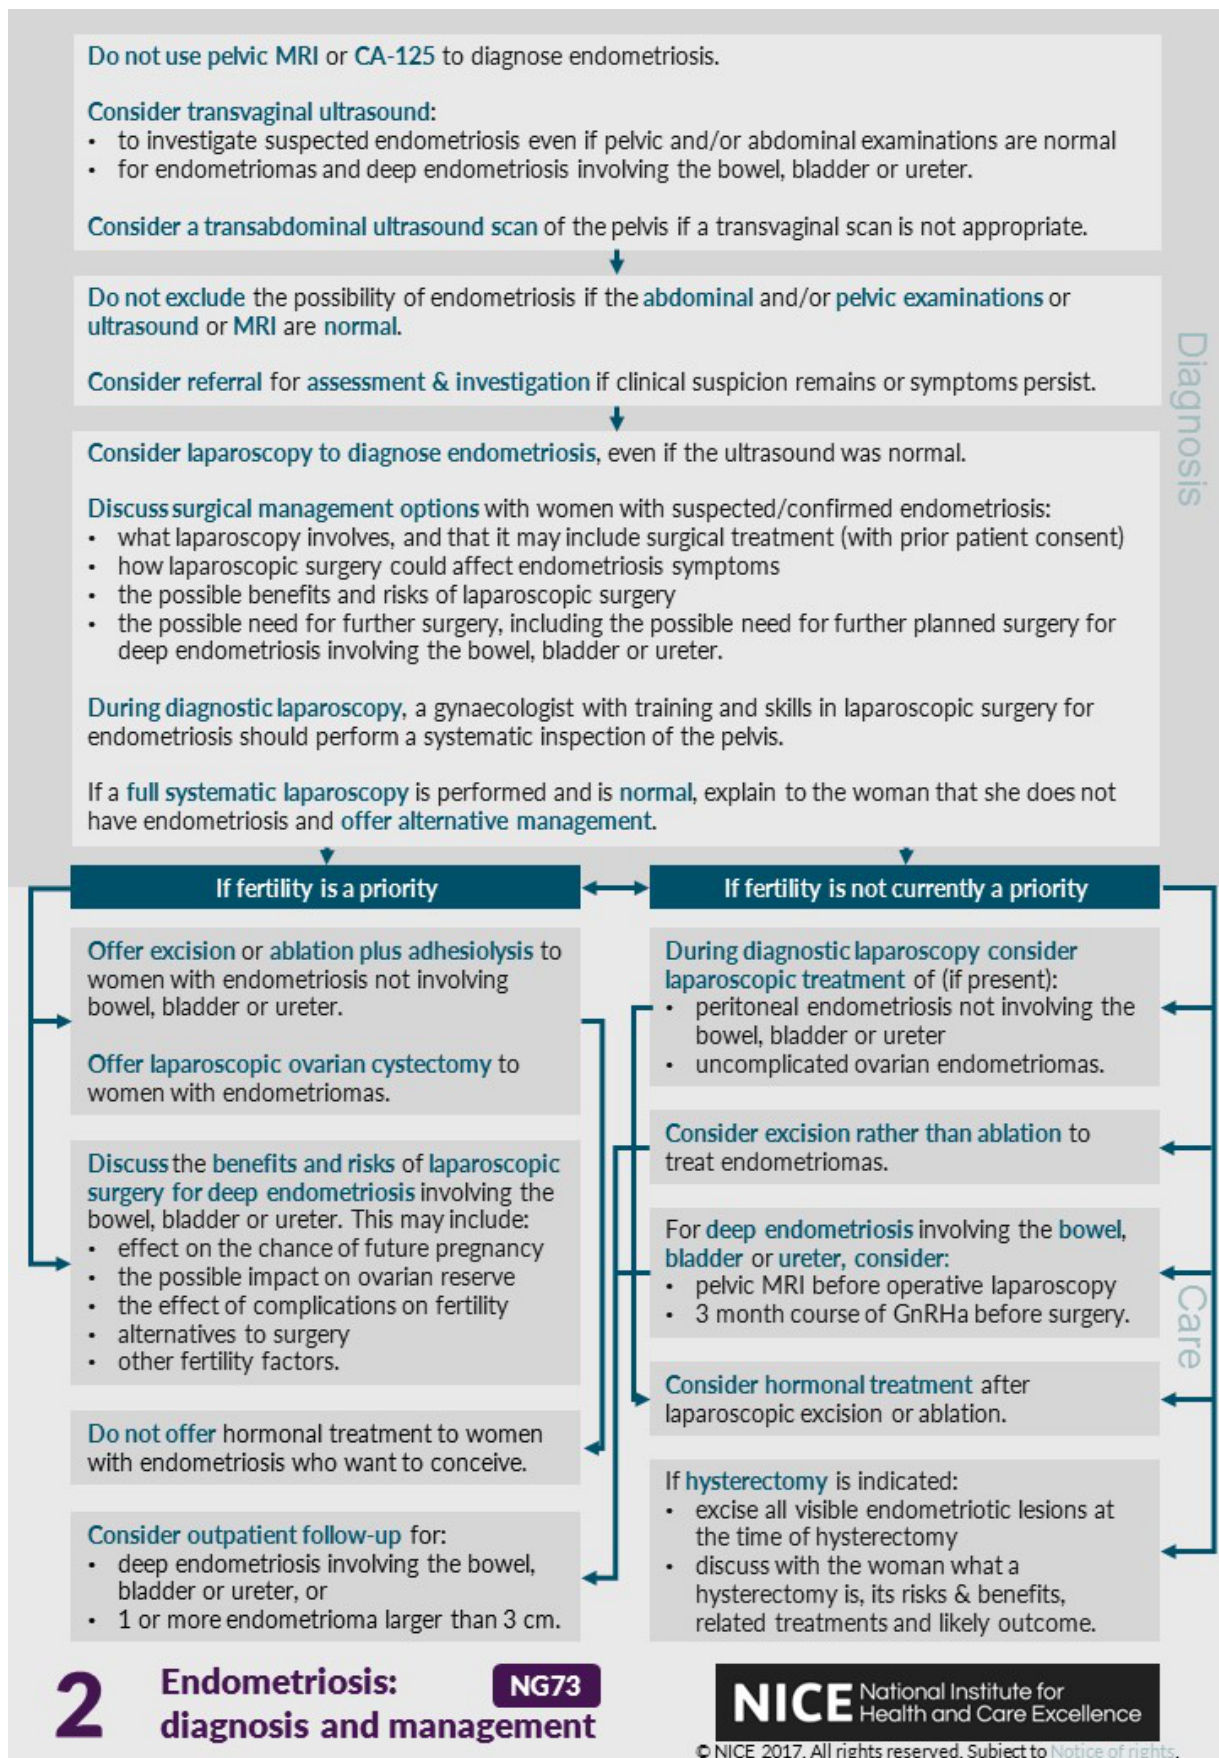 Do not use pelvic MRI or CA-125 to diagnose endometriosis.
Consider transvaginal ultrasound:
• to investigate suspected endometriosis even if pelvic and/or abdominal examinations are normal
• for endometriomas and deep endometriosis involving the bowel, bladder or ureter.
Consider a transabdominal ultrasound scan of the pelvis if a transvaginal scan is not appropriate.
Do not exclude the possibility of endometriosis if the abdominal and/or pelvic examinations or
ultrasound or MRI are normal.
Consider referral for assessment & investigation if clinical suspicion remains or symptoms persist.
Consider laparoscopy to diagnose endometriosis, even if the ultrasound was normal.
Discuss surgical management options with women with suspected/confirmed endometriosis:
• what laparoscopy involves, and that it may include surgical treatment (with prior patient consent)
• how laparoscopic surgery could affect endometriosis symptoms
• the possible benefits and risks of laparoscopic surgery
• the possible need for further surgery, including the possible need for further planned surgery for
deep endometriosis involving the bowel, bladder or ureter.
During diagnostic laparoscopy, a gynaecologist with training and skills in laparoscopic surgery for
endometriosis should perform a systematic inspection of the pelvis.
If a full systematic laparoscopy is performed and is normal, explain to the woman that she does not
have endometriosis and offer alternative management.
Diagnosis
If fertility is a priority
Offer excision or ablation plus adhesiolysis to
women with endometriosis not involving
bowel, bladder or ureter.
Offer laparoscopic ovarian cystectomy to
women with endometriomas.
Discuss the benefits and risks of laparoscopic
surgery for deep endometriosis involving the
bowel, bladder or ureter. This may include:
• effect on the chance of future pregnancy
• the possible impact on ovarian reserve
• the effect of complications on fertility
• alternatives to surgery
• other fertility factors.
Do not offer hormonal treatment to women
with endometriosis who want to conceive.
Consider outpatient follow-up for:
• deep endometriosis involving the bowel,
bladder or ureter, or
• 1 or more endometrioma larger than 3 cm.
If fertility is not currently a priority
During diagnostic laparoscopy consider
laparoscopic treatment of (if present):
• peritoneal endometriosis not involving the
bowel, bladder or ureter
• uncomplicated ovarian endometriomas.
Consider excision rather than ablation to
treat endometriomas.
For deep endometriosis involving the bowel,
bladder or ureter, consider:
• pelvic MRI before operative laparoscopy
• 3 month course of GnRHa before surgery.
Consider hormonal treatment after
laparoscopic excision or ablation.
If hysterectomy is indicated:
• excise all visible endometriotic lesions at
the time of hysterectomy
• discuss with the woman what a
hysterectomy is, its risks & benefits,
related treatments and likely outcome.
Care
2
Endometriosis:
diagnosis and management
NG73
NICE National Institute for
Health and Care Excellence
© NICE 2017. All rights reserved. Subject to Notice of rights.